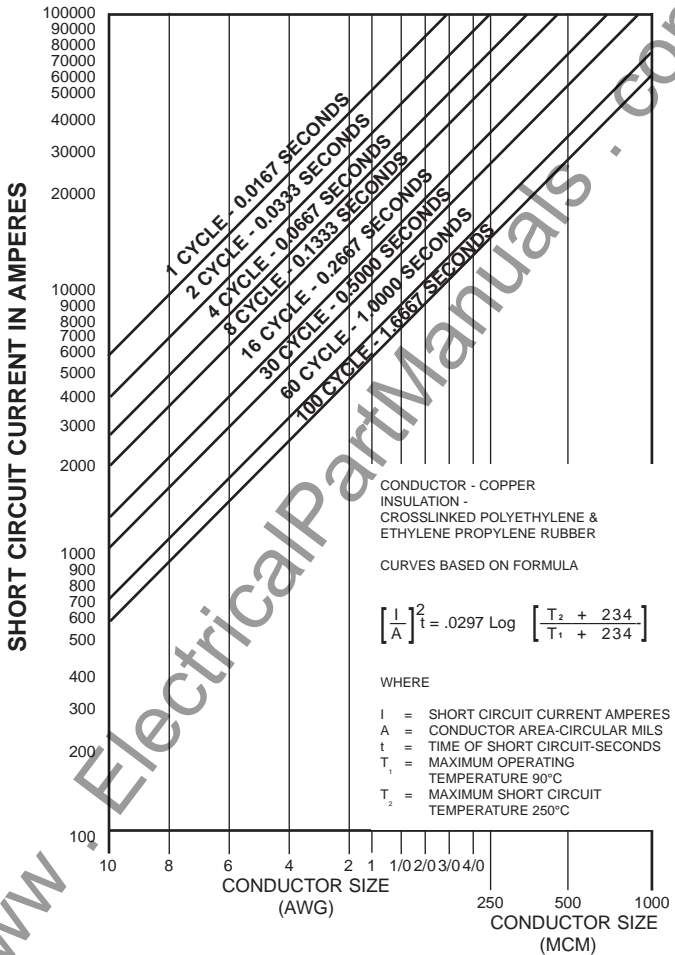 100000
90000
80000
70000
60000
50000
40000
30000
20000
10000
9000
8000
7000
6000
5000
4000
3000
2000
1000
900
800
700
600
500
400
300
200
100
SHORT CIRCUIT CURRENT IN AMPERES
1 CYCLE - 0.0167 SECONDS
2 CYCLE - 0.0333 SECONDS
4 CYCLE - 0.0667 SECONDS
8 CYCLE - 0.1333 SECONDS
16 CYCLE - 0.2667 SECONDS
30 CYCLE - 0.5000 SECONDS
60 CYCLE - 1.0000 SECONDS
100 CYCLE - 1.6667 SECONDS
CONDUCTOR - COPPER
INSULATION -
CROSSLINKED POLYETHYLENE &
ETHYLENE PROPYLENE RUBBER
CURVES BASED ON FORMULA
[I/A]² t = .0297 Log [T₂ + 234 / T₁ + 234]
WHERE
I = SHORT CIRCUIT CURRENT AMPERES
A = CONDUCTOR AREA-CIRCULAR MILS
t = TIME OF SHORT CIRCUIT-SECONDS
T₁ = MAXIMUM OPERATING
TEMPERATURE 90°C
T₂ = MAXIMUM SHORT CIRCUIT
TEMPERATURE 250°C
10 8 6 4 2 1 1/0 2/0 3/0 4/0
CONDUCTOR SIZE
(AWG)
250 500 1000
CONDUCTOR SIZE
(MCM)
www . ElectricalPartManuals . com